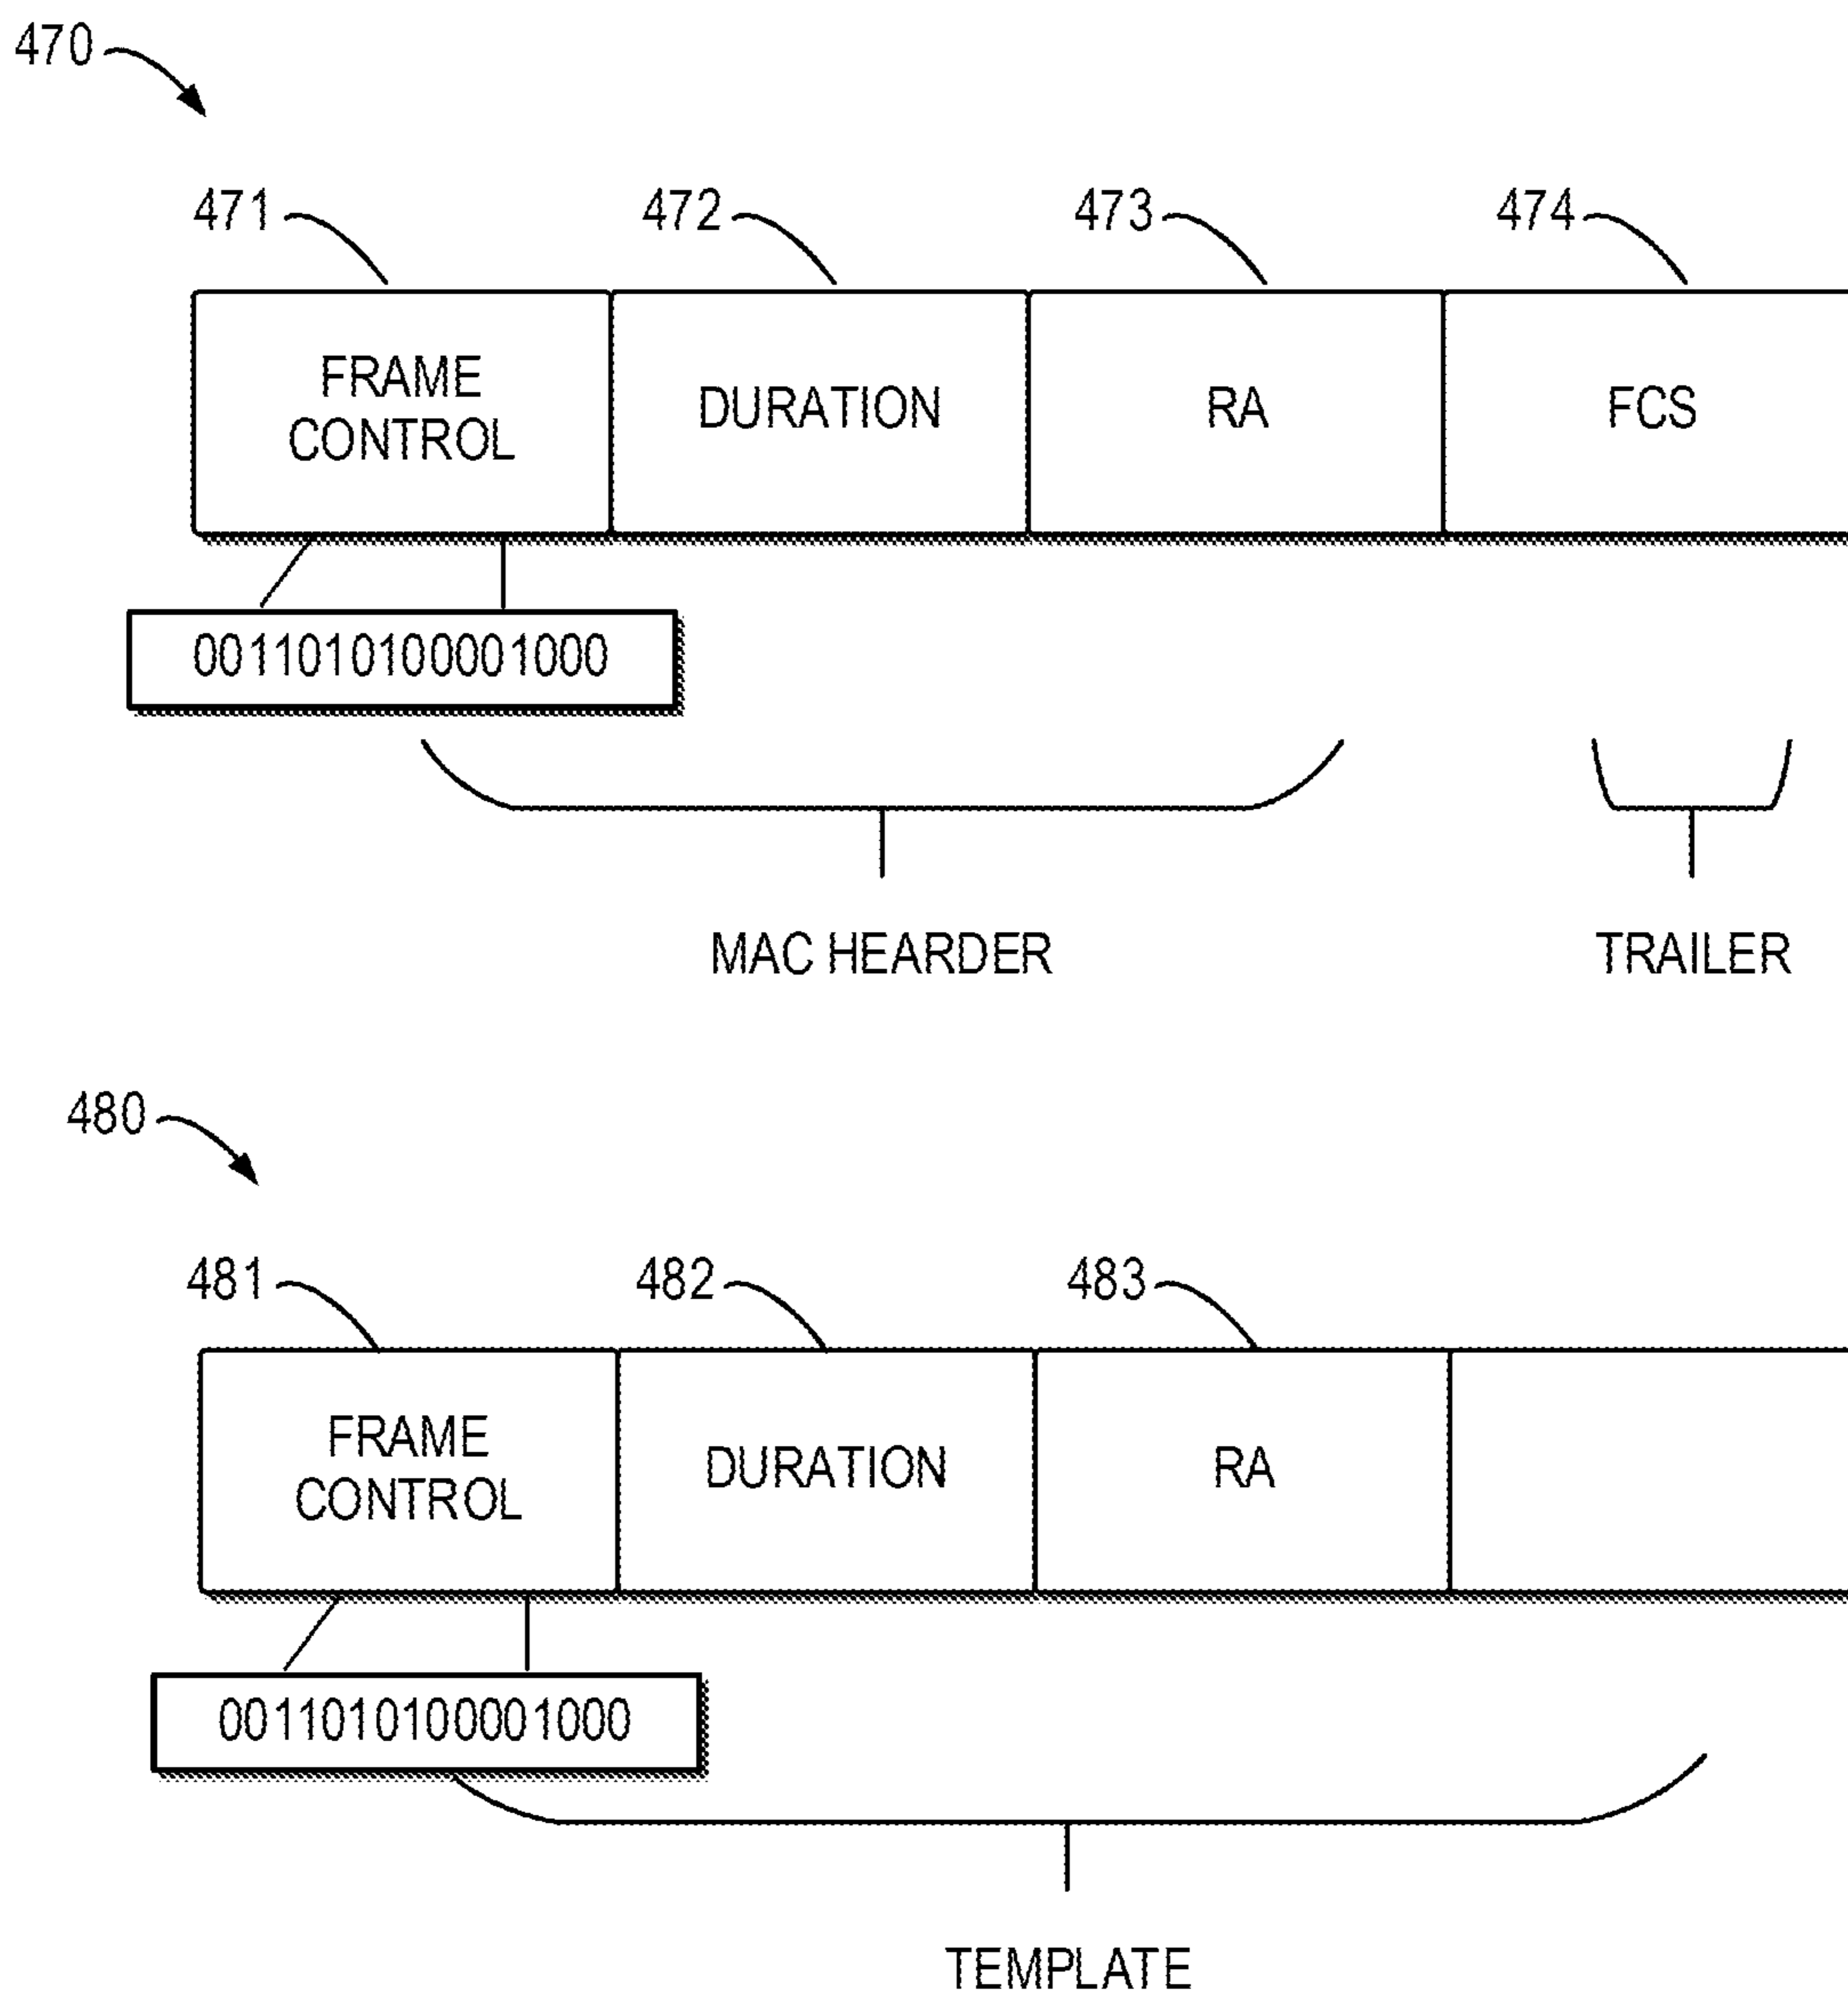 470
471 472 473 474
FRAME CONTROL DURATION RA FCS
0011010100001000
MAC HEARDER TRAILER
480
481 482 483
FRAME CONTROL DURATION RA
0011010100001000
TEMPLATE